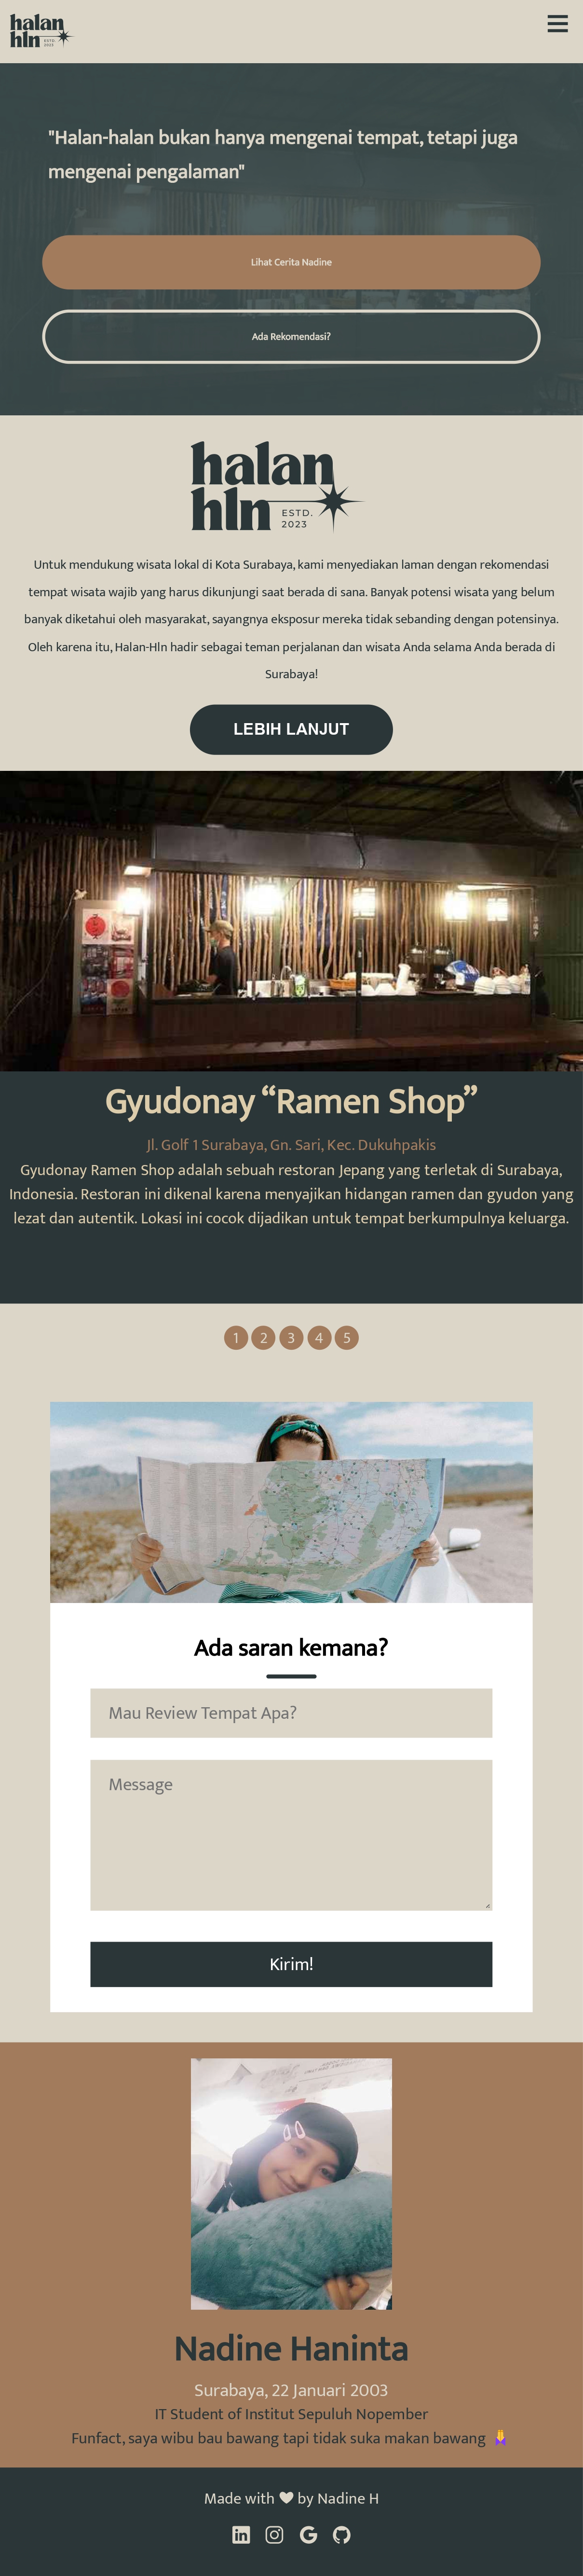 halan
hln
ESTD.
2023
"Halan-halan bukan hanya mengenai tempat, tetapi juga
mengenai pengalaman"
Lihat Cerita Nadine
Ada Rekomendasi?
halan
hln
ESTD.
2023
Untuk mendukung wisata lokal di Kota Surabaya, kami menyediakan laman dengan rekomendasi
tempat wisata wajib yang harus dikunjungi saat berada di sana. Banyak potensi wisata yang belum
banyak diketahui oleh masyarakat, sayangnya eksposur mereka tidak sebanding dengan potensinya.
Oleh karena itu, Halan-Hln hadir sebagai teman perjalanan dan wisata Anda selama Anda berada di
Surabaya!
LEBIH LANJUT
Gyudonay “Ramen Shop”
Jl. Golf 1 Surabaya, Gn. Sari, Kec. Dukuhpakis
Gyudonay Ramen Shop adalah sebuah restoran Jepang yang terletak di Surabaya,
Indonesia. Restoran ini dikenal karena menyajikan hidangan ramen dan gyudon yang
lezat dan autentik. Lokasi ini cocok dijadikan untuk tempat berkumpulnya keluarga.
1 2 3 4 5
Ada saran kemana?
Mau Review Tempat Apa?
Message
Kirim!
Nadine Haninta
Surabaya, 22 Januari 2003
IT Student of Institut Sepuluh Nopember
Funfact, saya wibu bau bawang tapi tidak suka makan bawang 🙏
Made with ♥ by Nadine H